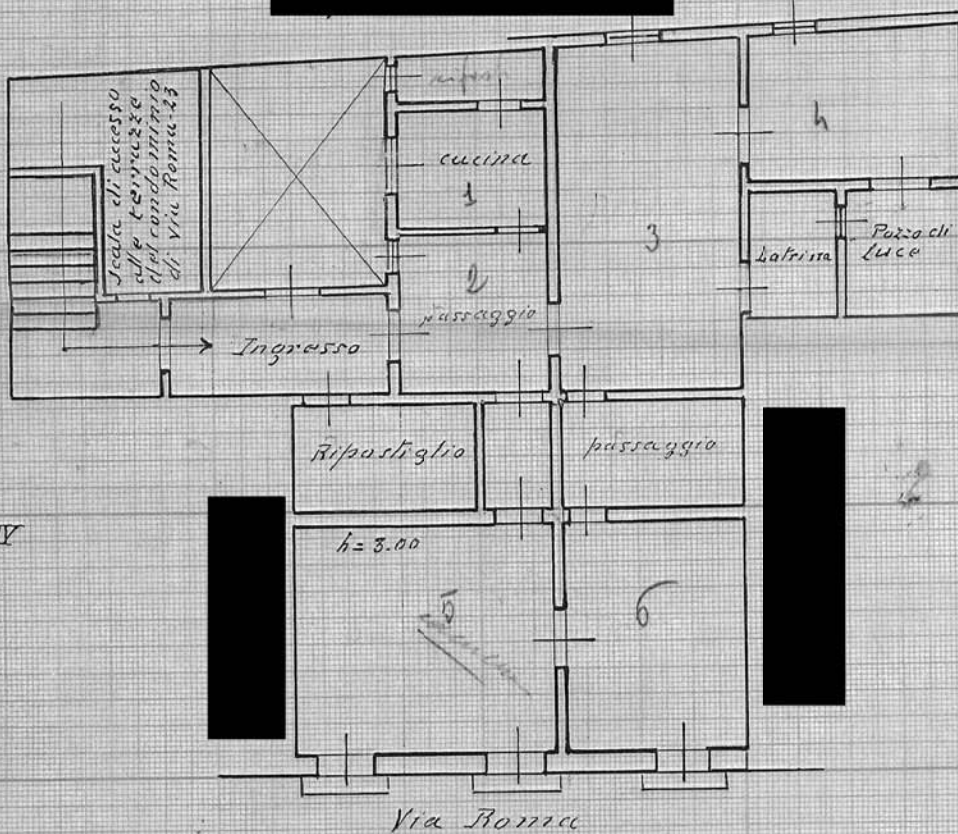 Scala di accesso
alle terrazze
del condominio
di via Roma-23
cucina
1
2
passaggio
3
4
Latrina
Pozzo di
luce
Ingresso
Ripostiglio
passaggio
h=3.00
5
6
Via Roma